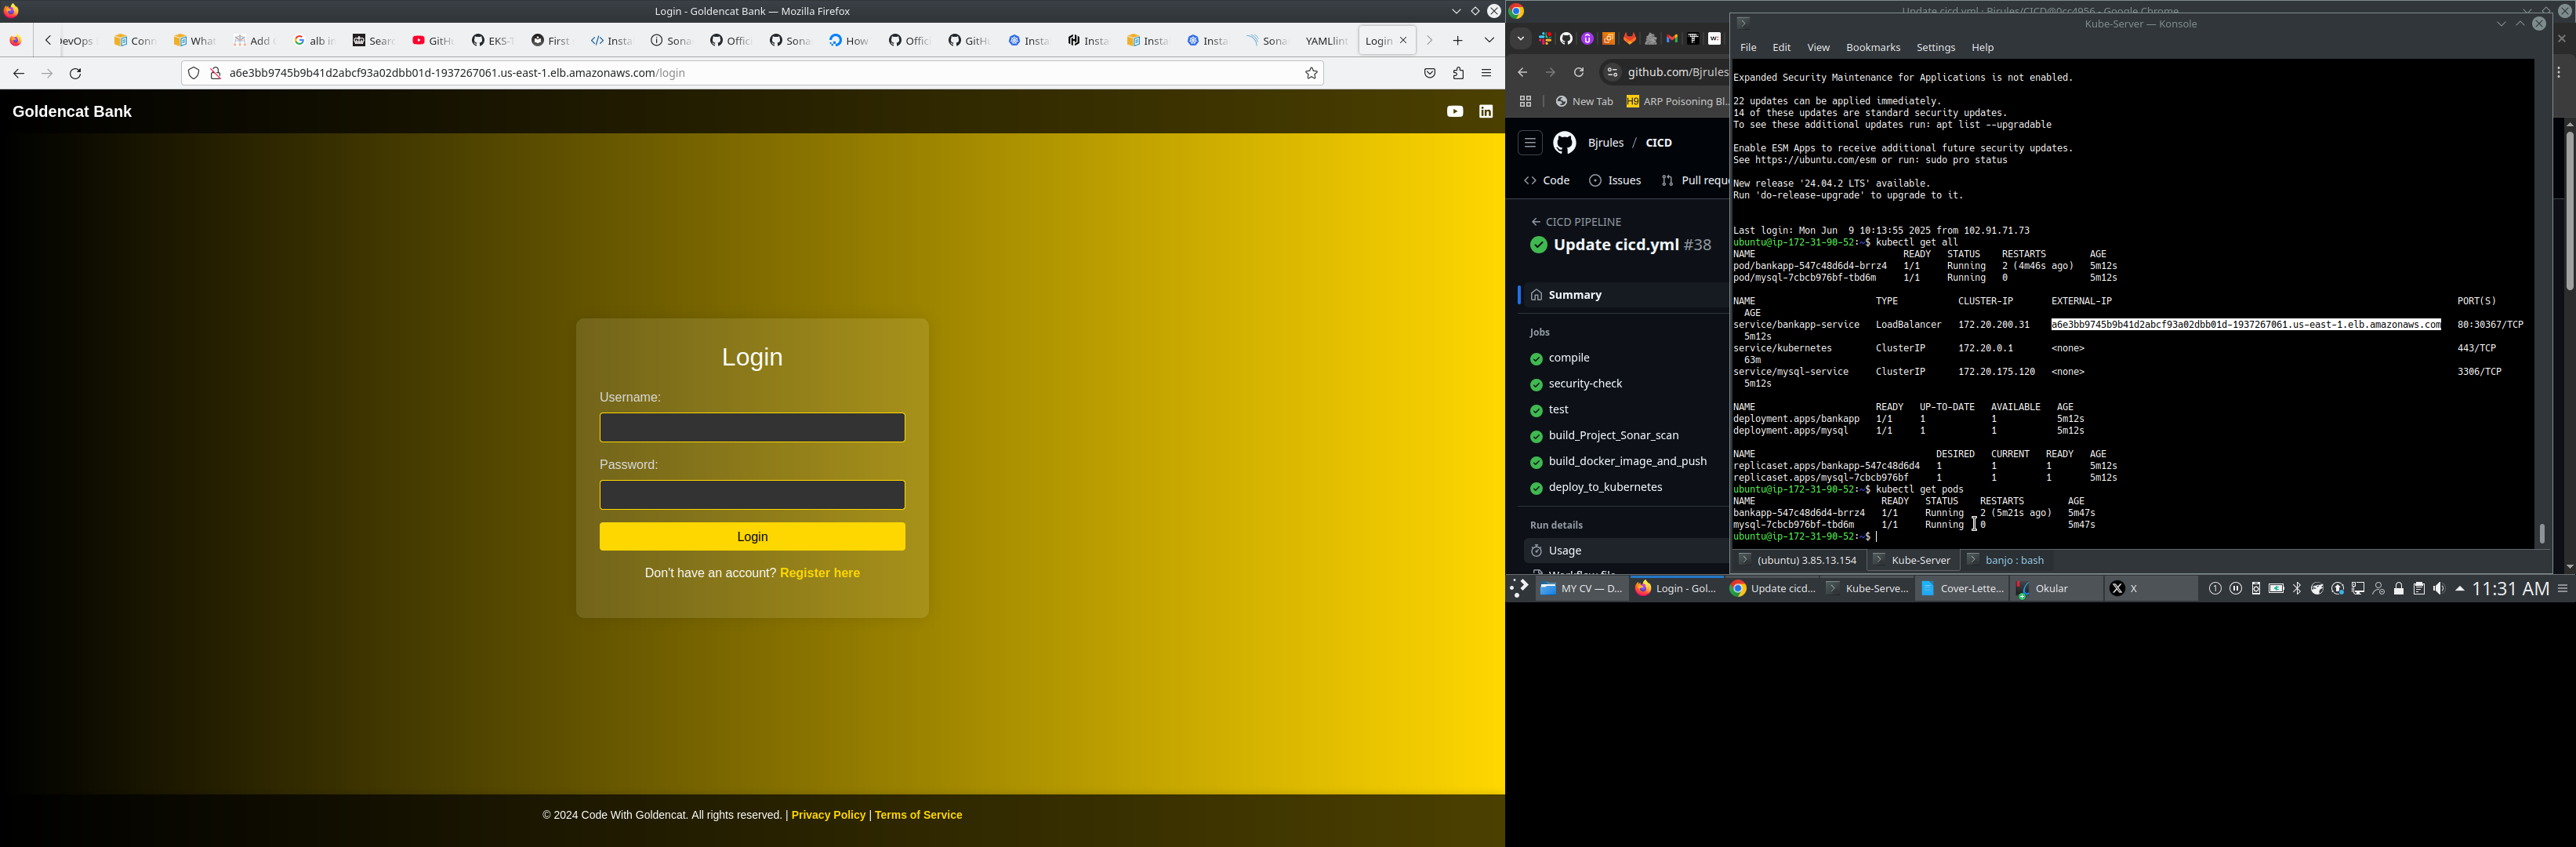 Login - Goldencat Bank — Mozilla Firefox
DevOps Conn What Add alb in Sear GitHu EKS-T First Insta Sona Offic Sona How Offic GitHu Insta Insta Insta Insta Sona YAMLlint Login
a6e3bb9745b9b41d2abcf93a02dbb01d-1937267061.us-east-1.elb.amazonaws.com/login
Goldencat Bank
Login
Username:
Password:
Login
Don't have an account? Register here
© 2024 Code With Goldencat. All rights reserved. | Privacy Policy | Terms of Service
Update cicd.yml · Bjrules/CICD@0cc4956 - Google Chrome
github.com/Bjrules
New Tab ARP Poisoning Bl...
Bjrules / CICD
Code Issues Pull requ
CICD PIPELINE
Update cicd.yml #38
Summary
Jobs
compile
security-check
test
build_Project_Sonar_scan
build_docker_image_and_push
deploy_to_kubernetes
Run details
Usage
Workflow file
Kube-Server — Konsole
File Edit View Bookmarks Settings Help
Expanded Security Maintenance for Applications is not enabled.
22 updates can be applied immediately.
14 of these updates are standard security updates.
To see these additional updates run: apt list --upgradable
Enable ESM Apps to receive additional future security updates.
See https://ubuntu.com/esm or run: sudo pro status
New release '24.04.2 LTS' available.
Run 'do-release-upgrade' to upgrade to it.
Last login: Mon Jun  9 10:13:55 2025 from 102.91.71.73
ubuntu@ip-172-31-90-52:~$ kubectl get all
NAME READY STATUS RESTARTS AGE
pod/bankapp-547c48d6d4-brrz4 1/1 Running 2 (4m46s ago) 5m12s
pod/mysql-7cbcb976bf-tbd6m 1/1 Running 0 5m12s
NAME TYPE CLUSTER-IP EXTERNAL-IP PORT(S)
AGE
service/bankapp-service LoadBalancer 172.20.200.31 a6e3bb9745b9b41d2abcf93a02dbb01d-1937267061.us-east-1.elb.amazonaws.com 80:30367/TCP
5m12s
service/kubernetes ClusterIP 172.20.0.1 <none> 443/TCP
63m
service/mysql-service ClusterIP 172.20.175.120 <none> 3306/TCP
5m12s
NAME READY UP-TO-DATE AVAILABLE AGE
deployment.apps/bankapp 1/1 1 1 5m12s
deployment.apps/mysql 1/1 1 1 5m12s
NAME DESIRED CURRENT READY AGE
replicaset.apps/bankapp-547c48d6d4 1 1 1 5m12s
replicaset.apps/mysql-7cbcb976bf 1 1 1 5m12s
ubuntu@ip-172-31-90-52:~$ kubectl get pods
NAME READY STATUS RESTARTS AGE
bankapp-547c48d6d4-brrz4 1/1 Running 2 (5m21s ago) 5m47s
mysql-7cbcb976bf-tbd6m 1/1 Running 0 5m47s
ubuntu@ip-172-31-90-52:~$
(ubuntu) 3.85.13.154 Kube-Server banjo : bash
MY CV — D... Login - Gol... Update cicd... Kube-Serve... Cover-Lette... Okular X 11:31 AM